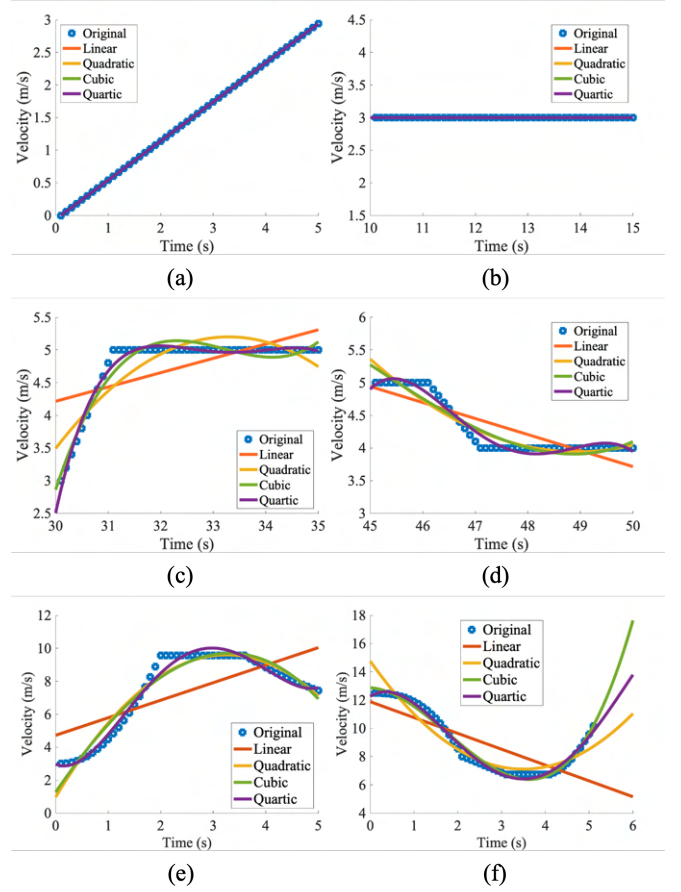 3
2.5
2
1.5
1
0.5
0
Velocity (m/s)
Original
Linear
Quadratic
Cubic
Quartic
0 1 2 3 4 5
Time (s)
(a)
4.5
4
3.5
3
2.5
2
1.5
Velocity (m/s)
Original
Linear
Quadratic
Cubic
Quartic
10 11 12 13 14 15
Time (s)
(b)
5.5
5
4.5
4
3.5
3
2.5
Velocity (m/s)
Original
Linear
Quadratic
Cubic
Quartic
30 31 32 33 34 35
Time (s)
(c)
6
5.5
5
4.5
4
3.5
3
Velocity (m/s)
Original
Linear
Quadratic
Cubic
Quartic
45 46 47 48 49 50
Time (s)
(d)
12
10
8
6
4
2
0
Velocity (m/s)
Original
Linear
Quadratic
Cubic
Quartic
0 1 2 3 4 5
Time (s)
(e)
18
16
14
12
10
8
6
4
Velocity (m/s)
Original
Linear
Quadratic
Cubic
Quartic
0 1 2 3 4 5 6
Time (s)
(f)